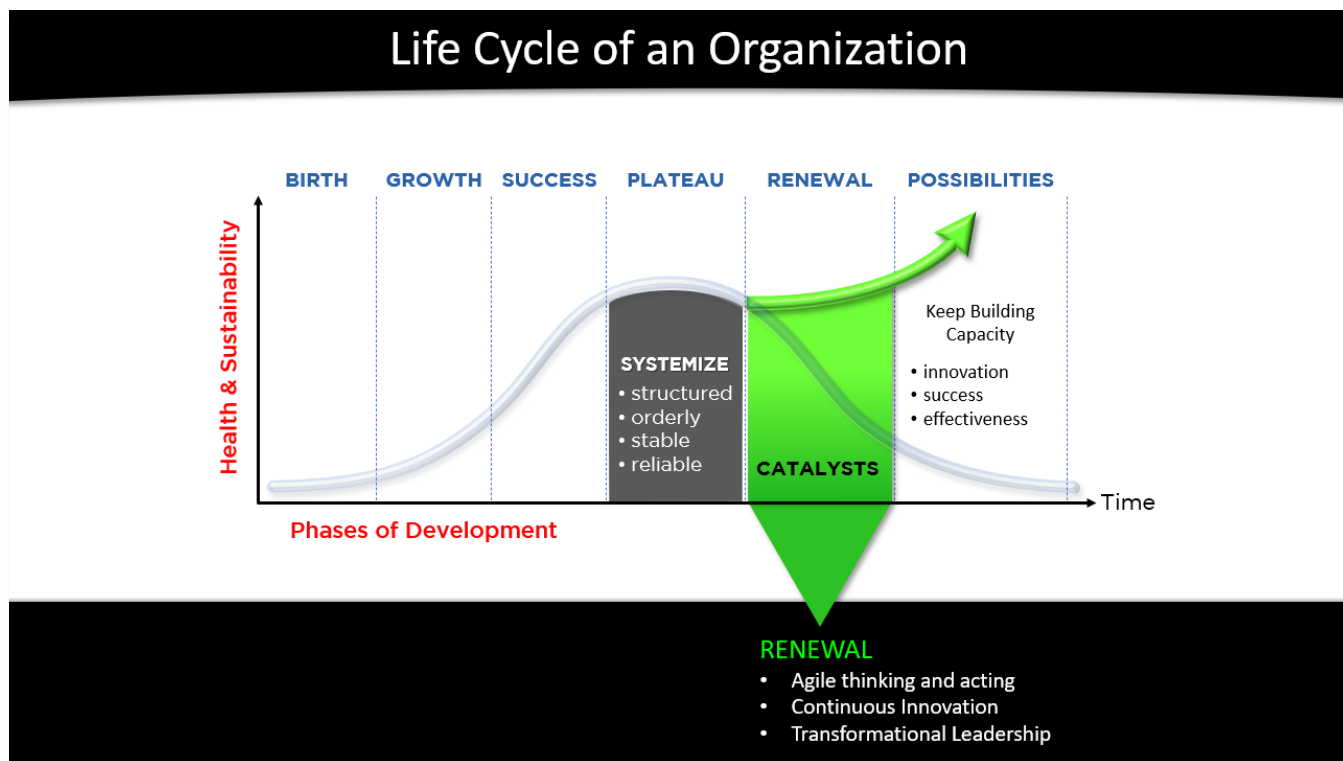 Life Cycle of an Organization
BIRTH
GROWTH
SUCCESS
PLATEAU
RENEWAL
POSSIBILITIES
Health & Sustainability
SYSTEMIZE
• structured
• orderly
• stable
• reliable
CATALYSTS
Keep Building
Capacity
• innovation
• success
• effectiveness
Time
Phases of Development
RENEWAL
• Agile thinking and acting
• Continuous Innovation
• Transformational Leadership